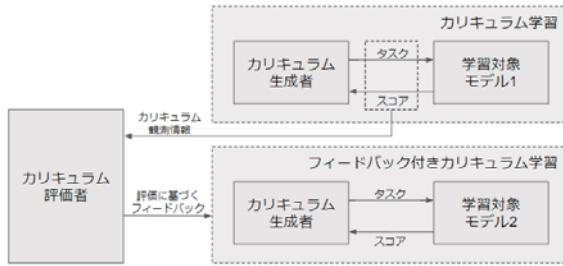 カリキュラム学習
カリキュラム
生成者
タスク
スコア
学習対象
モデル1
カリキュラム
観測情報
カリキュラム
評価者
評価に基づく
フィードバック
フィードバック付きカリキュラム学習
カリキュラム
生成者
タスク
スコア
学習対象
モデル2